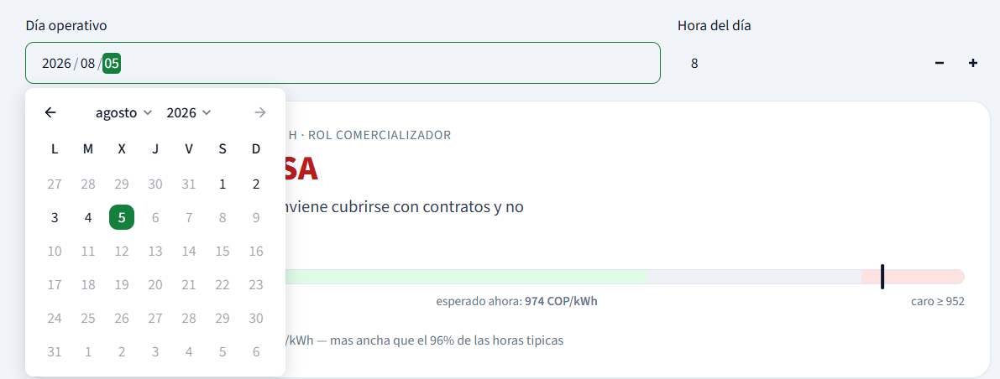 Día operativo
Hora del día
2026 / 08 / 05
8
agosto 2026
L M X J V S D
27 28 29 30 31 1 2
3 4 5 6 7 8 9
10 11 12 13 14 15 16
17 18 19 20 21 22 23
24 25 26 27 28 29 30
31 1 2 3 4 5 6
H · ROL COMERCIALIZADOR
SA
nviene cubrirse con contratos y no
esperado ahora: 974 COP/kWh
caro ≥ 952
/kWh — mas ancha que el 96% de las horas tipicas